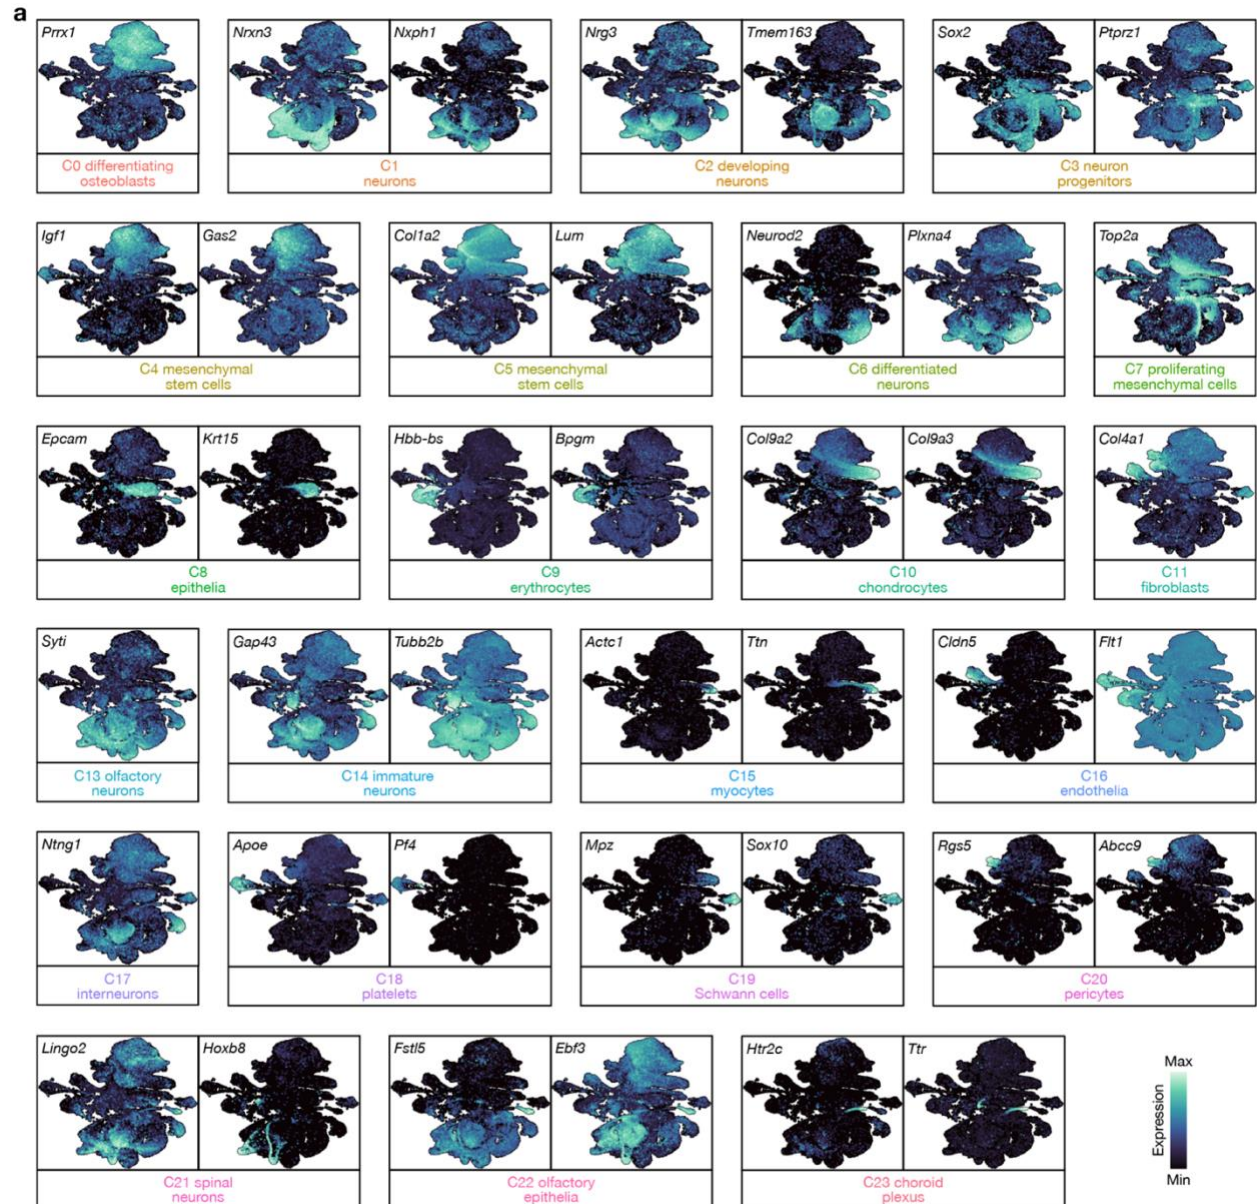 a
Prrx1
Nrxn3
Nxph1
Nrg3
Tmem163
Sox2
Ptprz1
C0 differentiating
osteoblasts
C1
neurons
C2 developing
neurons
C3 neuron
progenitors
Igf1
Gas2
Col1a2
Lum
Neurod2
Plxna4
Top2a
C4 mesenchymal
stem cells
C5 mesenchymal
stem cells
C6 differentiated
neurons
C7 proliferating
mesenchymal cells
Epcam
Krt15
Hbb-bs
Bpgm
Col9a2
Col9a3
Col4a1
C8
epithelia
C9
erythrocytes
C10
chondrocytes
C11
fibroblasts
Syti
Gap43
Tubb2b
Actc1
Ttn
Cldn5
Flt1
C13 olfactory
neurons
C14 immature
neurons
C15
myocytes
C16
endothelia
Ntng1
Apoe
Pf4
Mpz
Sox10
Rgs5
Abcc9
C17
interneurons
C18
platelets
C19
Schwann cells
C20
pericytes
Lingo2
Hoxb8
Fstl5
Ebf3
Htr2c
Ttr
C21 spinal
neurons
C22 olfactory
epithelia
C23 choroid
plexus
Max
Expression
Min